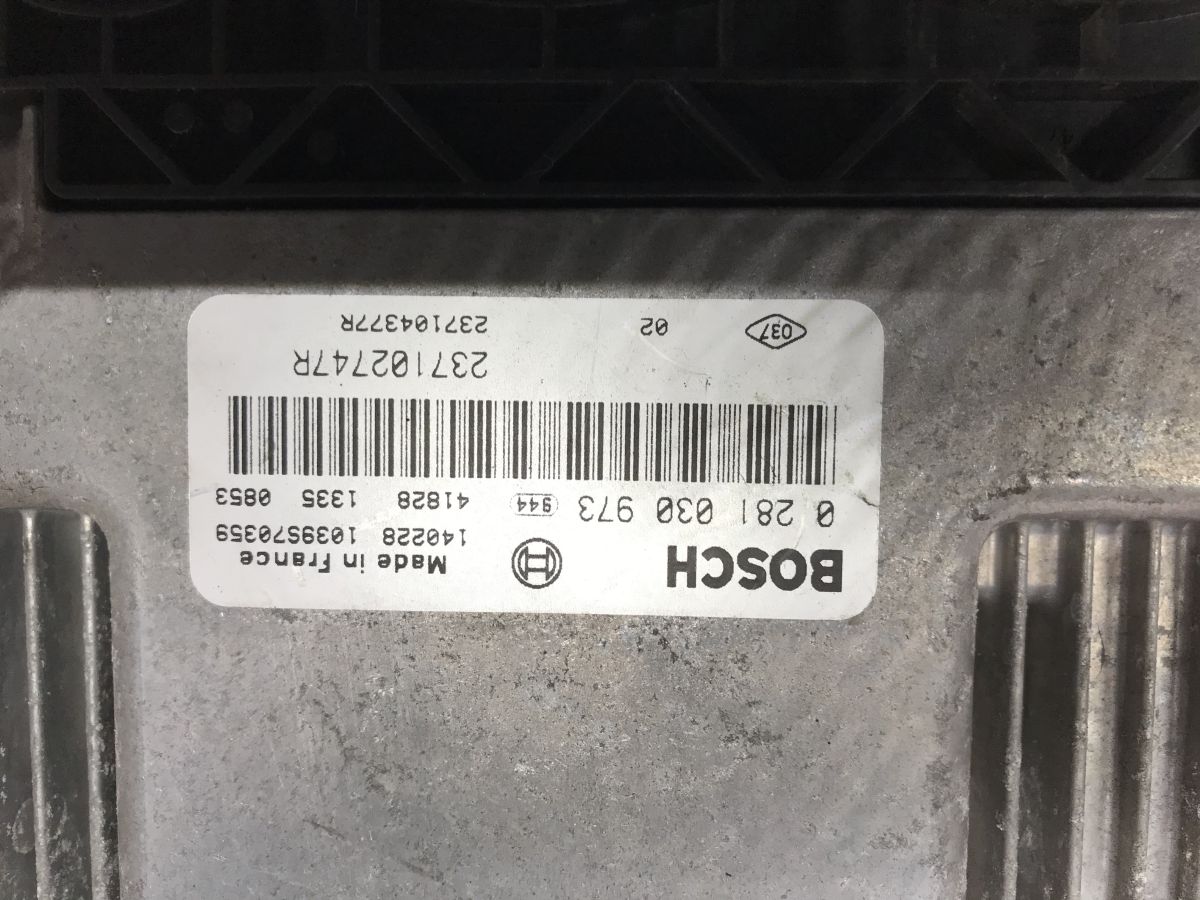 BOSCH Made in France
140228 1039S70359
0 281 030 973 944 41828 1335 0853
237102747R
037 02 237104377R